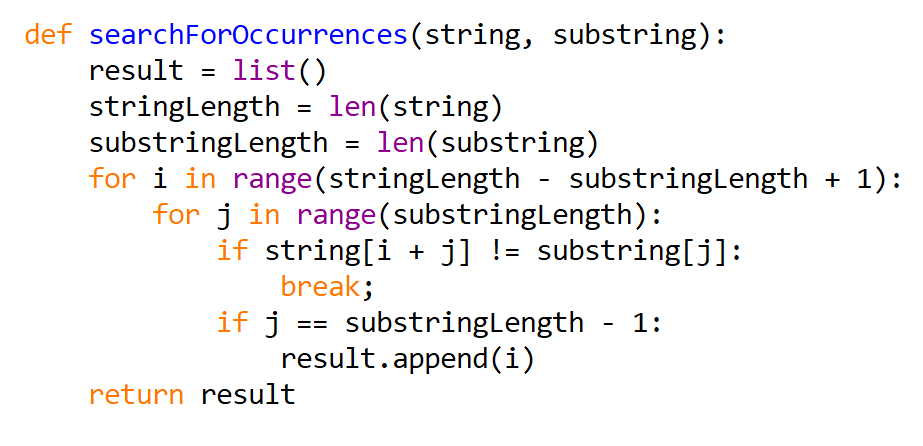 def searchForOccurrences(string, substring):
    result = list()
    stringLength = len(string)
    substringLength = len(substring)
    for i in range(stringLength - substringLength + 1):
        for j in range(substringLength):
            if string[i + j] != substring[j]:
                break;
            if j == substringLength - 1:
                result.append(i)
    return result